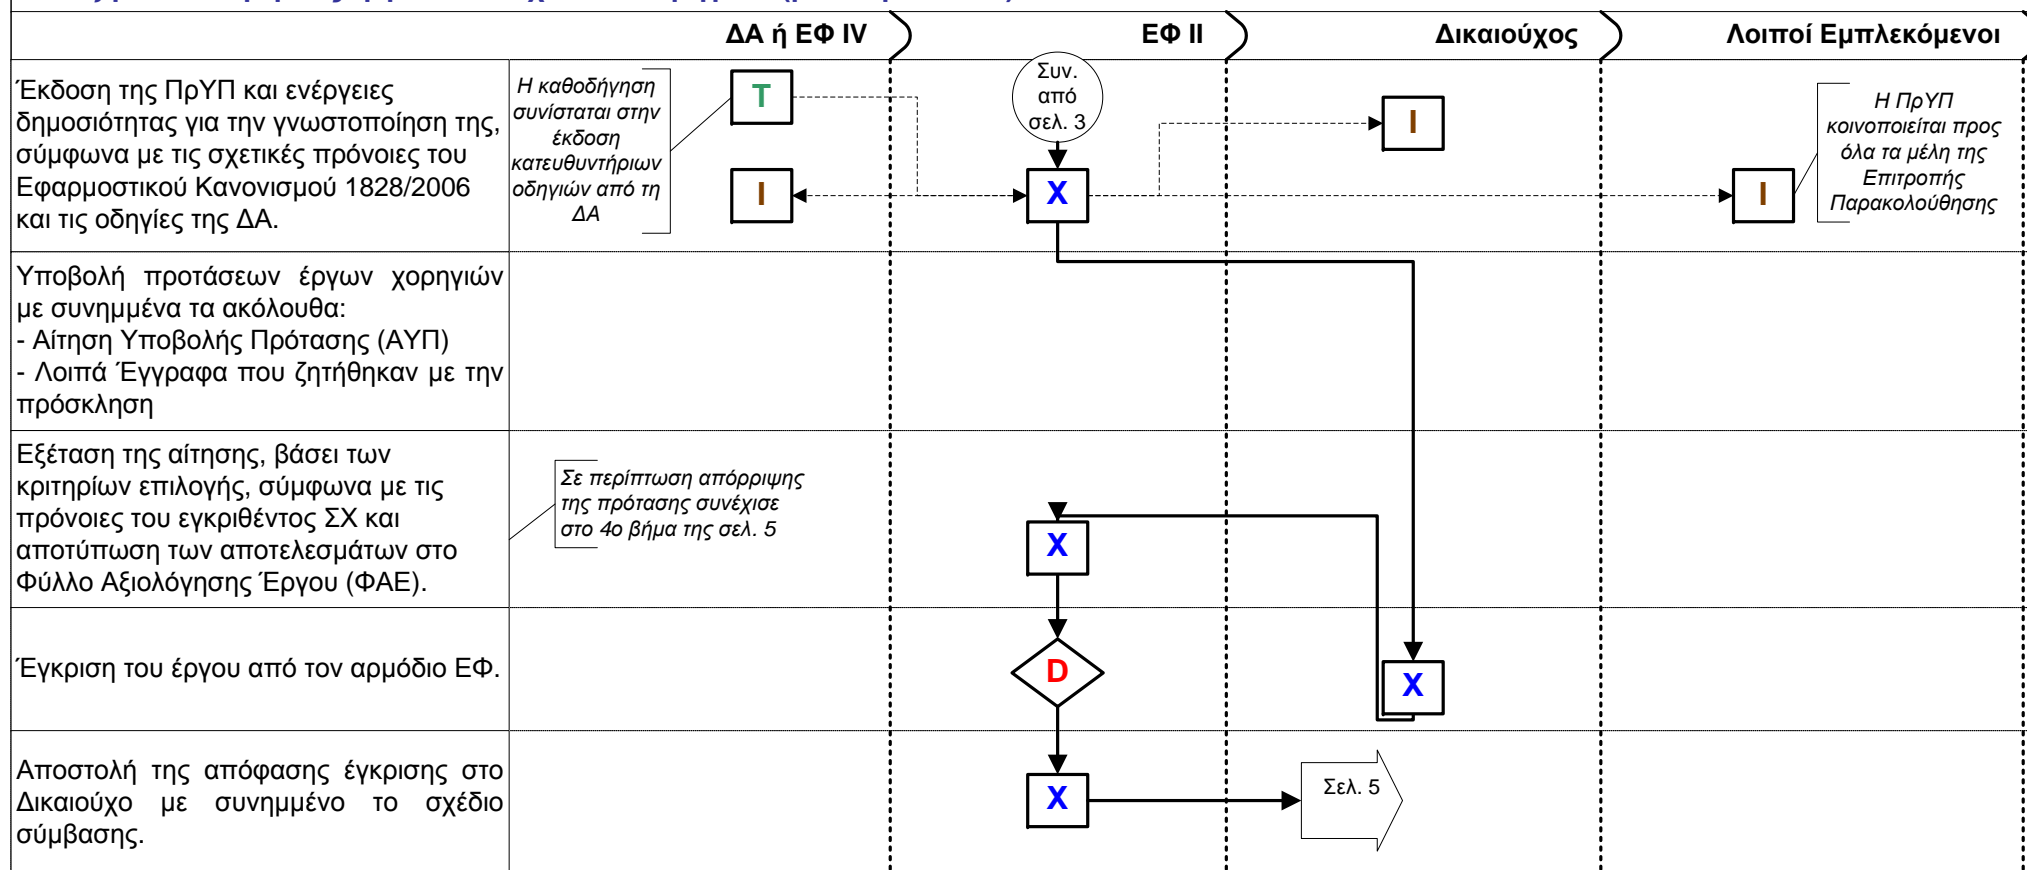 ΔΑ ή ΕΦ IV
ΕΦ II
Δικαιούχος
Λοιποί Εμπλεκόμενοι
Έκδοση της ΠρΥΠ και ενέργειες
δημοσιότητας για την γνωστοποίηση της,
σύμφωνα με τις σχετικές πρόνοιες του
Εφαρμοστικού Κανονισμού 1828/2006
και τις οδηγίες της ΔΑ.
Η καθοδήγηση
συνίσταται στην
έκδοση
κατευθυντήριων
οδηγιών από τη
ΔΑ
T
I
Συν.
από
σελ. 3
X
I
I
Η ΠρΥΠ
κοινοποιείται προς
όλα τα μέλη της
Επιτροπής
Παρακολούθησης
Υποβολή προτάσεων έργων χορηγιών
με συνημμένα τα ακόλουθα:
- Αίτηση Υποβολής Πρότασης (ΑΥΠ)
- Λοιπά Έγγραφα που ζητήθηκαν με την
πρόσκληση
Εξέταση της αίτησης, βάσει των
κριτηρίων επιλογής, σύμφωνα με τις
πρόνοιες του εγκριθέντος ΣΧ και
αποτύπωση των αποτελεσμάτων στο
Φύλλο Αξιολόγησης Έργου (ΦΑΕ).
Σε περίπτωση απόρριψης
της πρότασης συνέχισε
στο 4ο βήμα της σελ. 5
X
Έγκριση του έργου από τον αρμόδιο ΕΦ.
D
X
Αποστολή της απόφασης έγκρισης στο
Δικαιούχο με συνημμένο το σχέδιο
σύμβασης.
X
Σελ. 5